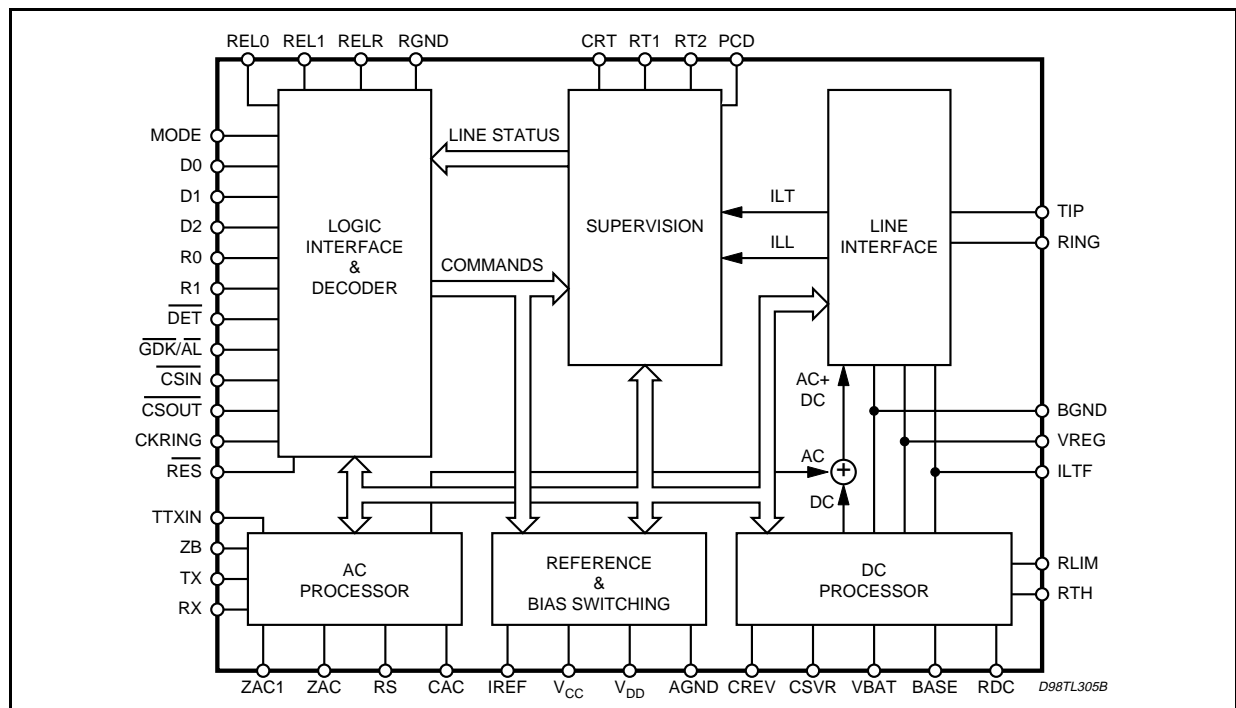 REL0 REL1 RELR RGND CRT RT1 RT2 PCD
MODE
D0
D1
D2
R0
R1
DET
GDK/AL
CSIN
CSOUT
CKRING
RES
TTXIN
ZB
TX
RX
LOGIC
INTERFACE
&
DECODER
LINE STATUS
COMMANDS
SUPERVISION
ILT
ILL
LINE
INTERFACE
TIP
RING
AC+
DC
AC
+
DC
BGND
VREG
ILTF
AC
PROCESSOR
REFERENCE
&
BIAS SWITCHING
DC
PROCESSOR
RLIM
RTH
ZAC1 ZAC RS CAC IREF VCC VDD AGND CREV CSVR VBAT BASE RDC
D98TL305B